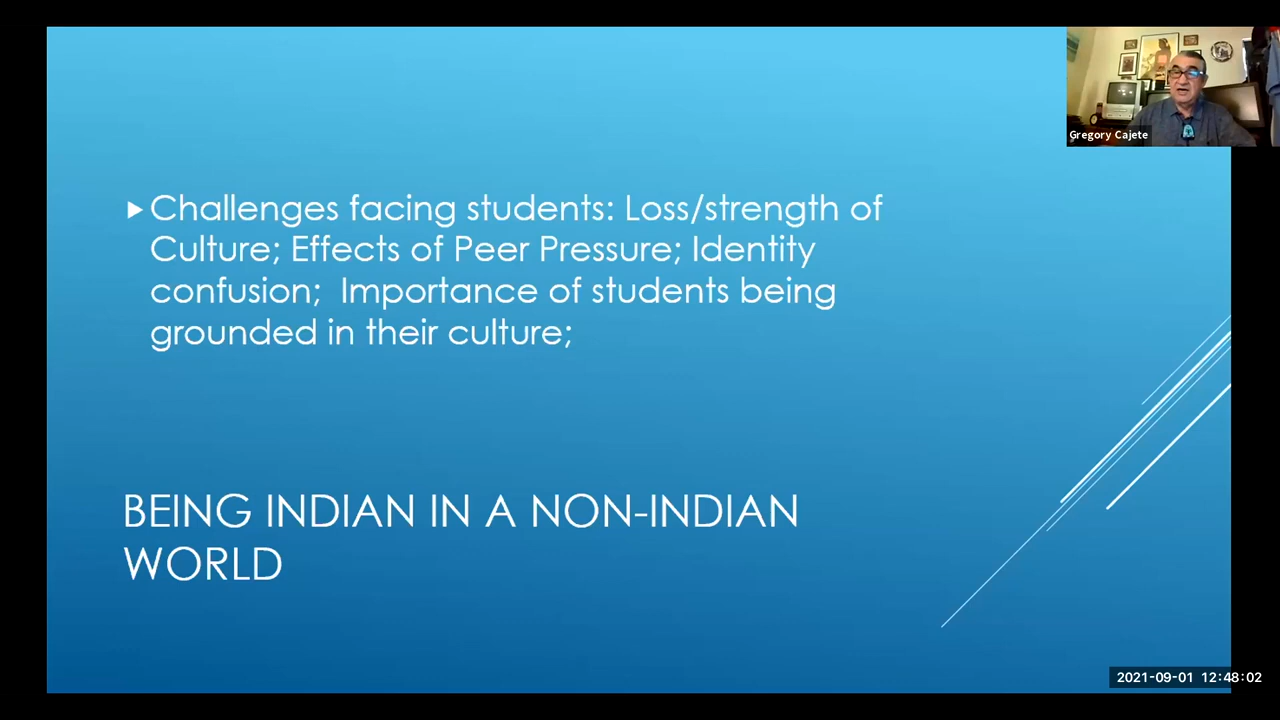 Gregory Cajete
▶Challenges facing students: Loss/strength of
Culture; Effects of Peer Pressure; Identity
confusion;  Importance of students being
grounded in their culture;
BEING INDIAN IN A NON-INDIAN
WORLD
2021-09-01 12:48:02